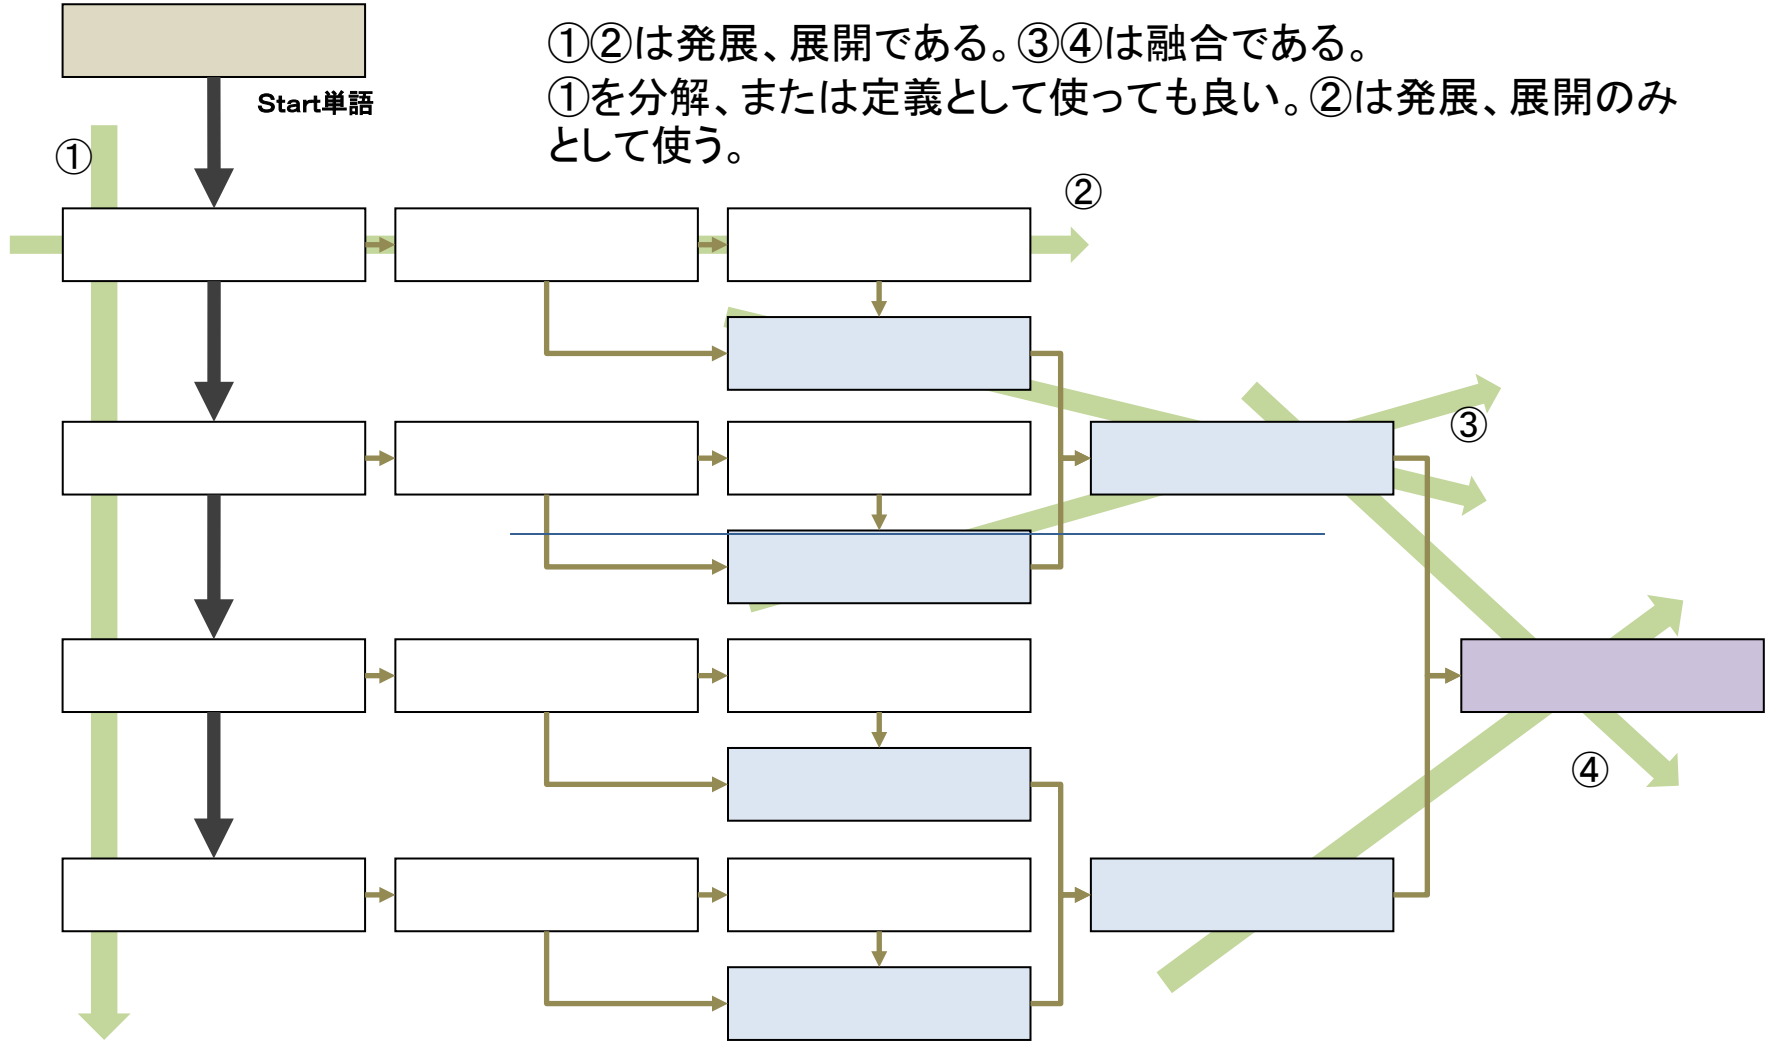 ①②は発展、展開である。③④は融合である。
①を分解、または定義として使っても良い。②は発展、展開のみ
として使う。
Start単語
①
②
③
④